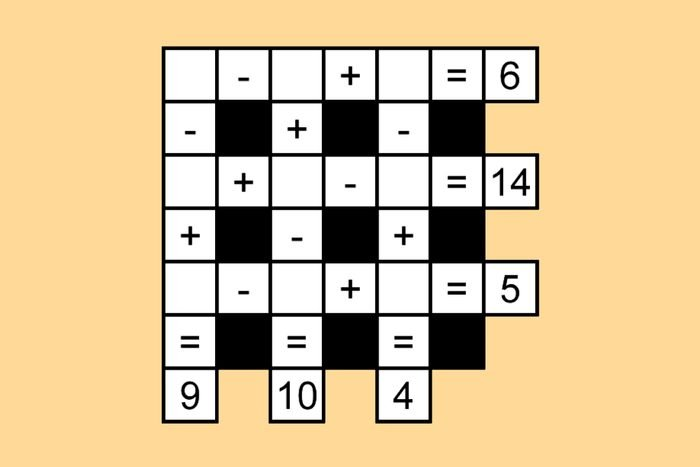 - + = 6
- + -
+ - = 14
+ - +
- + = 5
= = =
9 10 4